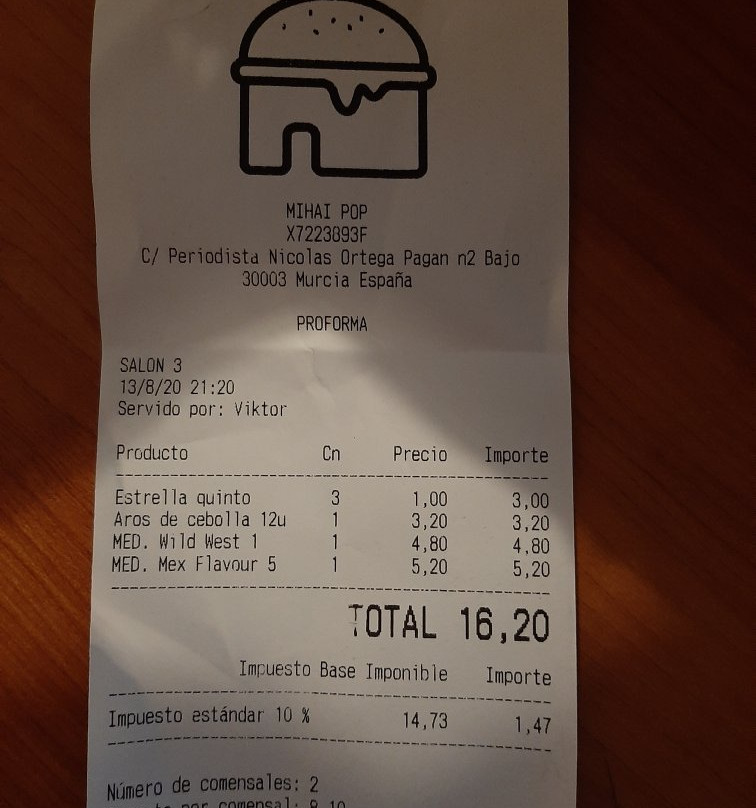 MIHAI POP
X7223893F
C/ Periodista Nicolas Ortega Pagan n2 Bajo
30003 Murcia España
PROFORMA
SALON 3
13/8/20 21:20
Servido por: Viktor
Producto Cn Precio Importe
Estrella quinto 3 1,00 3,00
Aros de cebolla 12u 1 3,20 3,20
MED. Wild West 1 1 4,80 4,80
MED. Mex Flavour 5 1 5,20 5,20
TOTAL 16,20
Impuesto Base Imponible Importe
Impuesto estándar 10 % 14,73 1,47
Número de comensales: 2
por comensal: 8,10